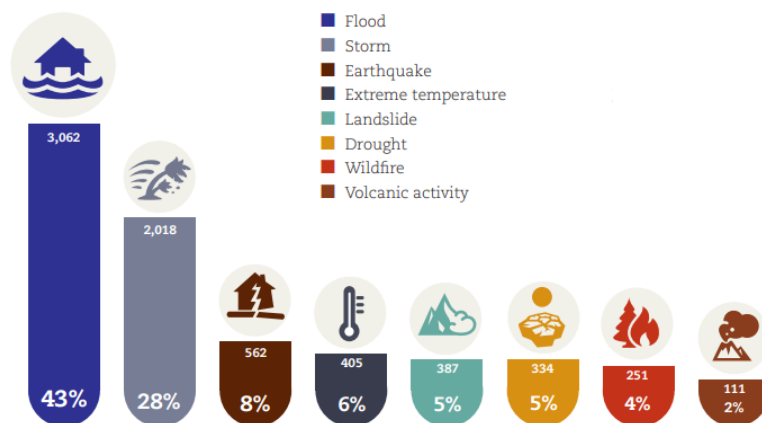 Flood
Storm
Earthquake
Extreme temperature
Landslide
Drought
Wildfire
Volcanic activity
3,062
2,018
562
405
387
334
251
111
43%
28%
8%
6%
5%
5%
4%
2%